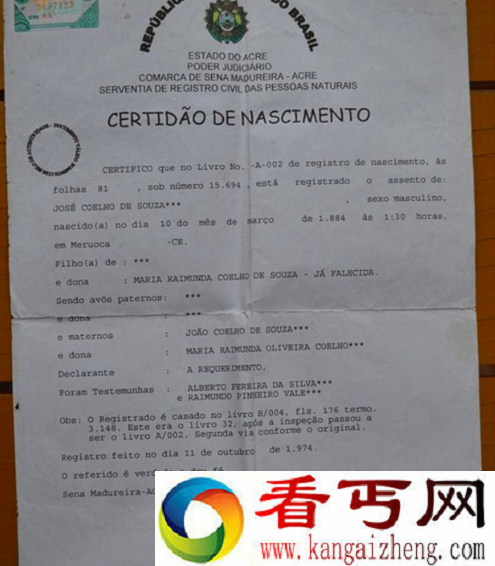 3897123
REPÚBLICA DO BRASIL
ESTADO DO ACRE
PODER JUDICIÁRIO
COMARCA DE SENA MADUREIRA - ACRE
SERVENTIA DE REGISTRO CIVIL DAS PESSOAS NATURAIS
CERTIDÃO DE NASCIMENTO
CERTIFICO que no Livro No. -A-002 de registro de nascimento, às
folhas 81 , sob número 15.694 , está registrado o assento de:
JOSÉ COELHO DE SOUZA*** , sexo masculino,
nascido(a) no dia 10 do mês de março de 1.884 às 1:30 horas,
em Meruoca -CE.
Filho(a) de : ***
e dona : MARIA RAIMUNDA COELHO DE SOUZA - JÁ FALECIDA.
Sendo avós paternos: ***
e dona : ***
e maternos : JOÃO COELHO DE SOUZA***
e dona : MARIA RAIMUNDA OLIVEIRA COELHO***
Declarante : A REQUERIMENTO.
Foram Testemunhas : ALBERTO PEREIRA DA SILVA***
e RAIMUNDO PINHEIRO VALE***
Obs: O Registrado é casado no livro B/004, fls. 176 termo.
3.148. Este era o livro 32, após a inspeção passou a
ser o livro A/002. Segunda via conforme o original.
Registro feito no dia 11 de outubro de 1.974.
O referido é dou fé
Sena Madureira-AC
看丐网
www.kangaizheng.com